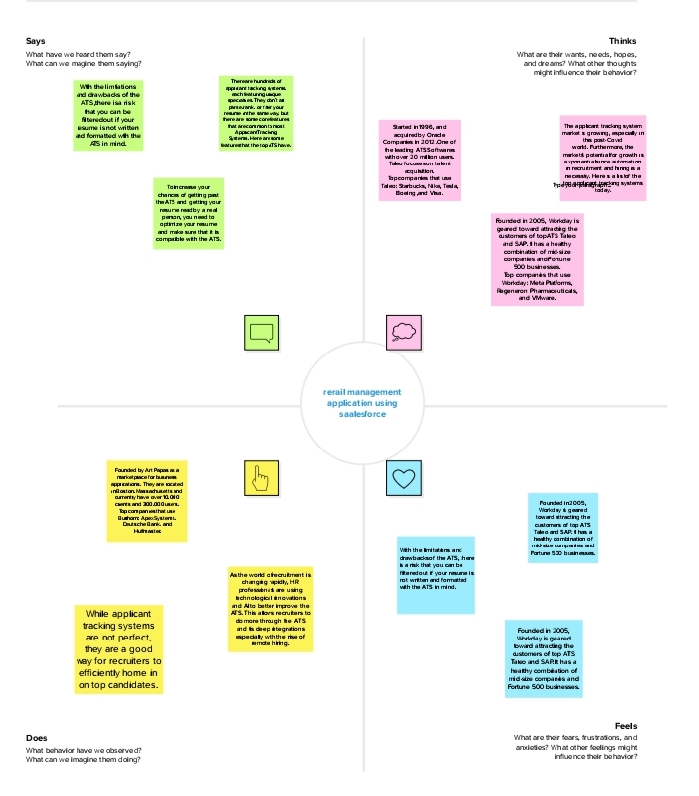 Says
What have we heard them say?
What can we imagine them saying?
Thinks
What are their wants, needs, hopes,
and dreams? What other thoughts
might influence their behavior?
With the limitations
and drawbacks of the
ATS,there is a risk
that you can be
filtered out if your
esume is not written
and formatted with the
ATS in mind.
There are hundreds of
applicant tracking systems,
each featuring unique
specialties. They don't all
parse, rank, or filter your
resume in the same way, but
there are some core features
that are common to most
Applicant Tracking
Systems. Here are some
features that the top ATS have.
To increase your
chances of getting past
the ATS and getting your
resume read by a real
person, you need to
optimize your resume
and make sure that it is
compatible with the ATS.
Started in 1996, and
acquired by Oracle
Companies in 2012. One of
the leading ATS Softwares
with over 20 million users.
Taleo focuses on talent
acquisition.
Top companies that use
Taleo: Starbucks, Nike, Tesla,
Boeing, and Visa.
The applicant tracking system
market is growing, especially in
this post-Covid
world. Furthermore, the
market's potential for growth is
exponential since automation
in recruitment and hiring is a
necessity. Here is a list of the
top applicant tracking systems
today.
Type your paragraph...
Founded in 2005, Workday is
geared toward attracting the
customers of top ATS Taleo
and SAP. It has a healthy
combination of mid-size
companies and Fortune
500 businesses.
Top companies that use
Workday: Meta Platforms,
Regeneron Pharmaceuticals,
and VMware.
rerail management
application using
saalesforce
Founded by Art Papas as a
marketplace for business
applications. They are located
in Boston, Massachusetts and
currently have over 10,000
clients and 300,000 users.
Top companies that use
Bullhorn: Apex Systems,
Deutsche Bank, and
Huffmaster.
As the world of recruitment is
changing rapidly, HR
professionals are using
technological innovations
and AI to better improve the
ATS. This allows recruiters to
do more through the ATS
and its deep integrations
especially with the rise of
remote hiring.
While applicant
tracking systems
are not perfect,
they are a good
way for recruiters to
efficiently home in
on top candidates.
Founded in 2005,
Workday is geared
toward attracting the
customers of top ATS
Taleo and SAP. It has a
healthy combination of
mid-size companies and
Fortune 500 businesses.
With the limitations and
drawbacks of the ATS, there
is a risk that you can be
filtered out if your resume is
not written and formatted
with the ATS in mind.
Founded in 2005,
Workday is geared
toward attracting the
customers of top ATS
Taleo and SAP. It has a
healthy combination of
mid-size companies and
Fortune 500 businesses.
Does
What behavior have we observed?
What can we imagine them doing?
Feels
What are their fears, frustrations, and
anxieties? What other feelings might
influence their behavior?